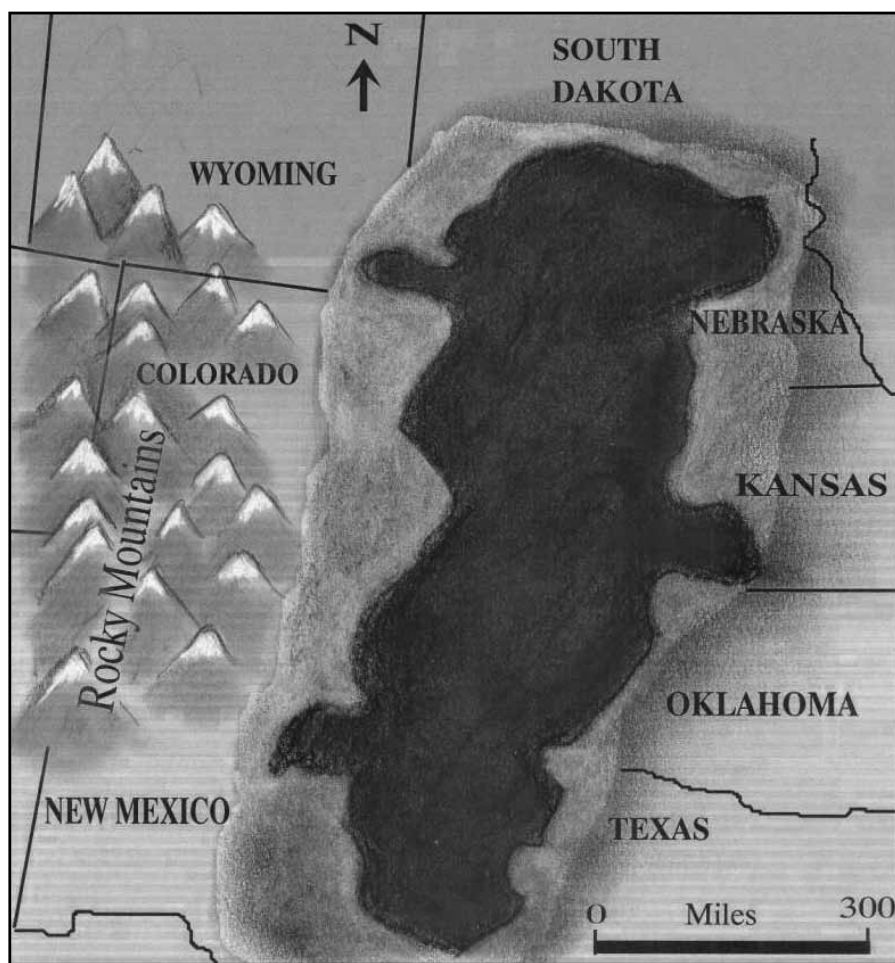 N
SOUTH
DAKOTA
WYOMING
NEBRASKA
COLORADO
KANSAS
Rocky Mountains
OKLAHOMA
NEW MEXICO
TEXAS
0 Miles 300